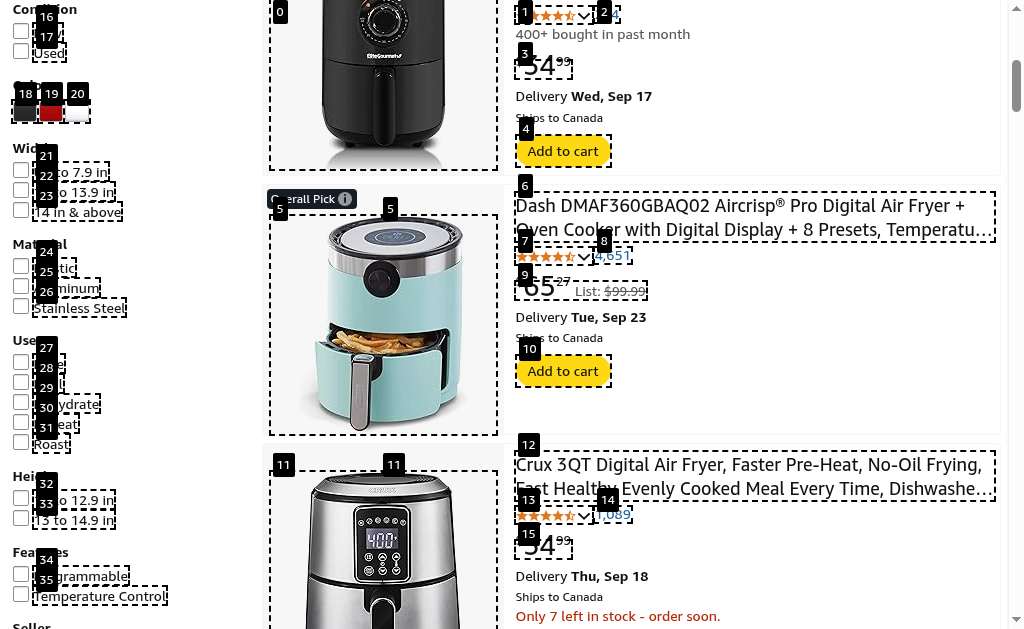 Condition
16
17
Used
18 19 20
21
22
to 7.9 in
23
to 13.9 in
14 in & above
Material
24
25
26
Stainless Steel
27
28
29
30
31
Roast
32
to 12.9 in
33
13 to 14.9 in
Features
34
35
Temperature Control
Seller
0
EliteGourmet
1 2
400+ bought in past month
3
54 99
Delivery Wed, Sep 17
Ships to Canada
4
Add to cart
Overall Pick
5 5
6
Dash DMAF360GBAQ02 Aircrisp® Pro Digital Air Fryer +
Oven Cooker with Digital Display + 8 Presets, Temperatu…
7 8
4,651
9
65 27 List: $99.99
Delivery Tue, Sep 23
Ships to Canada
10
Add to cart
11 11
400
12
Crux 3QT Digital Air Fryer, Faster Pre-Heat, No-Oil Frying,
Fast Healthy Evenly Cooked Meal Every Time, Dishwashe…
13 14
1,089
15
54 99
Delivery Thu, Sep 18
Ships to Canada
Only 7 left in stock - order soon.